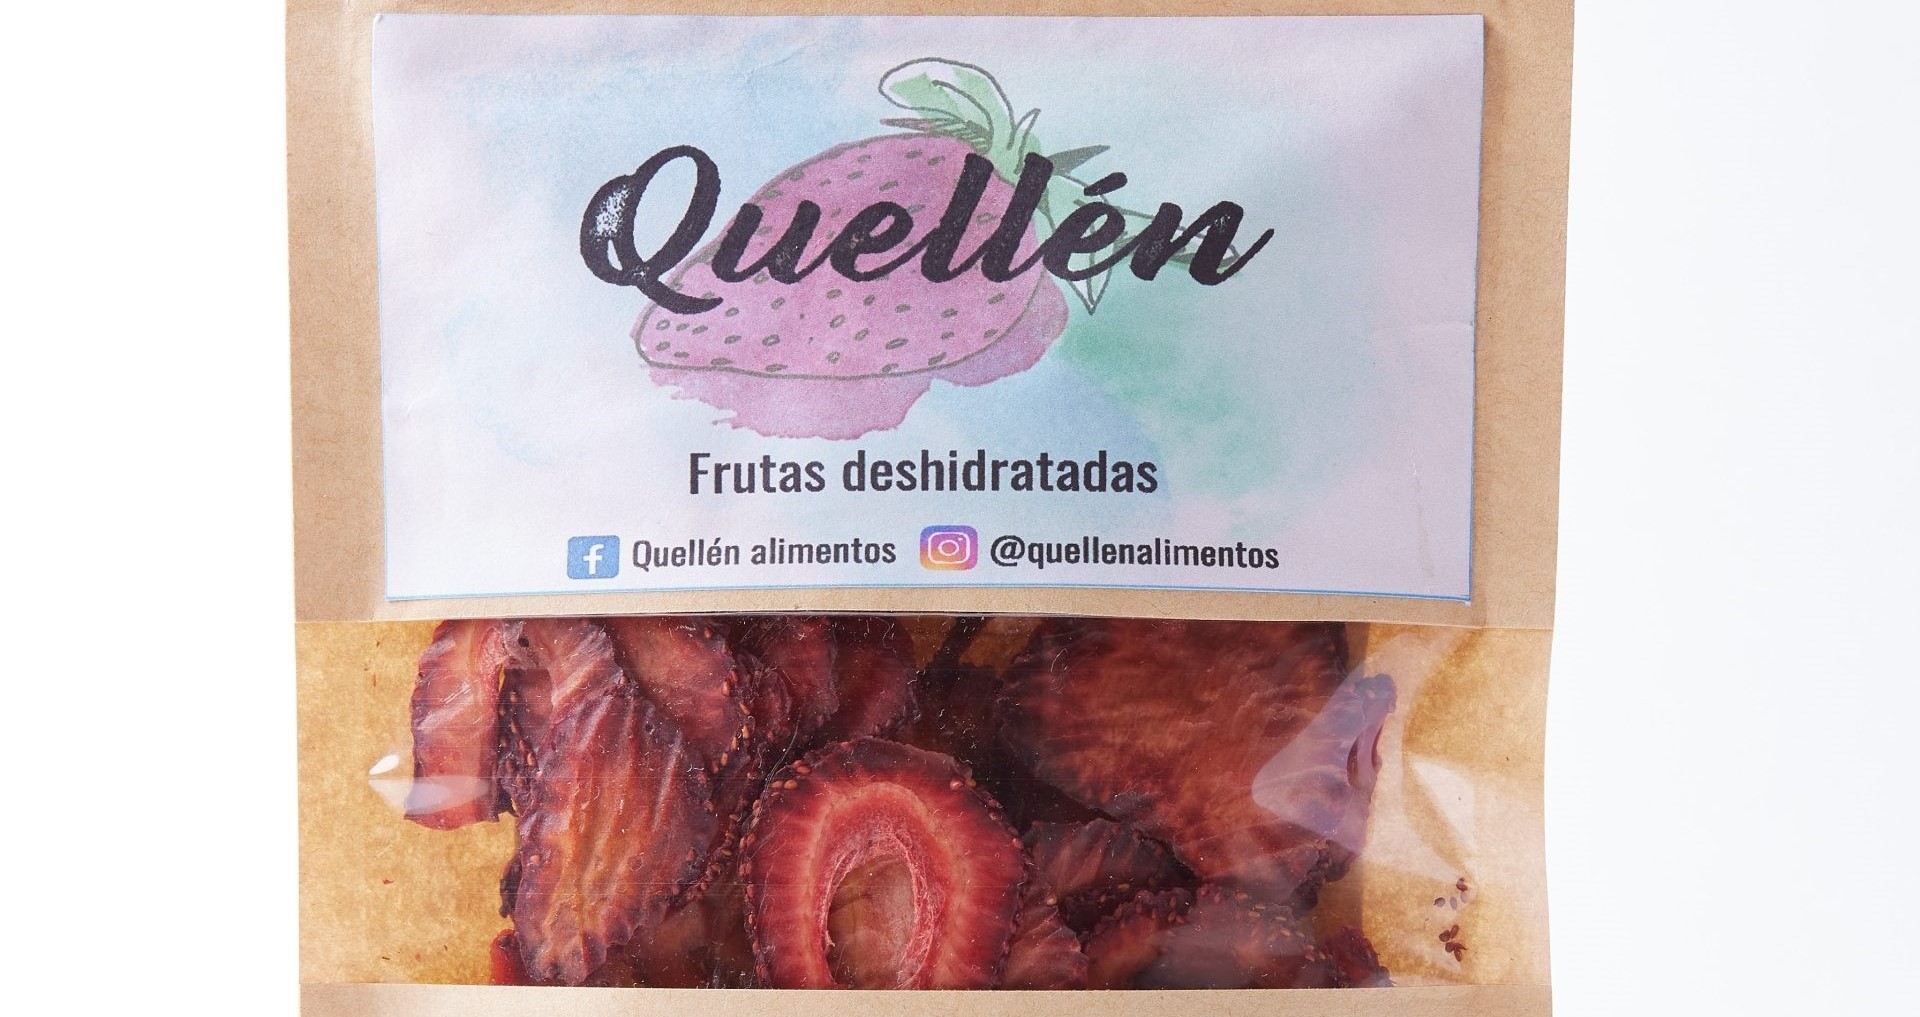 Quellén
Frutas deshidratadas
Quellén alimentos @quellenalimentos